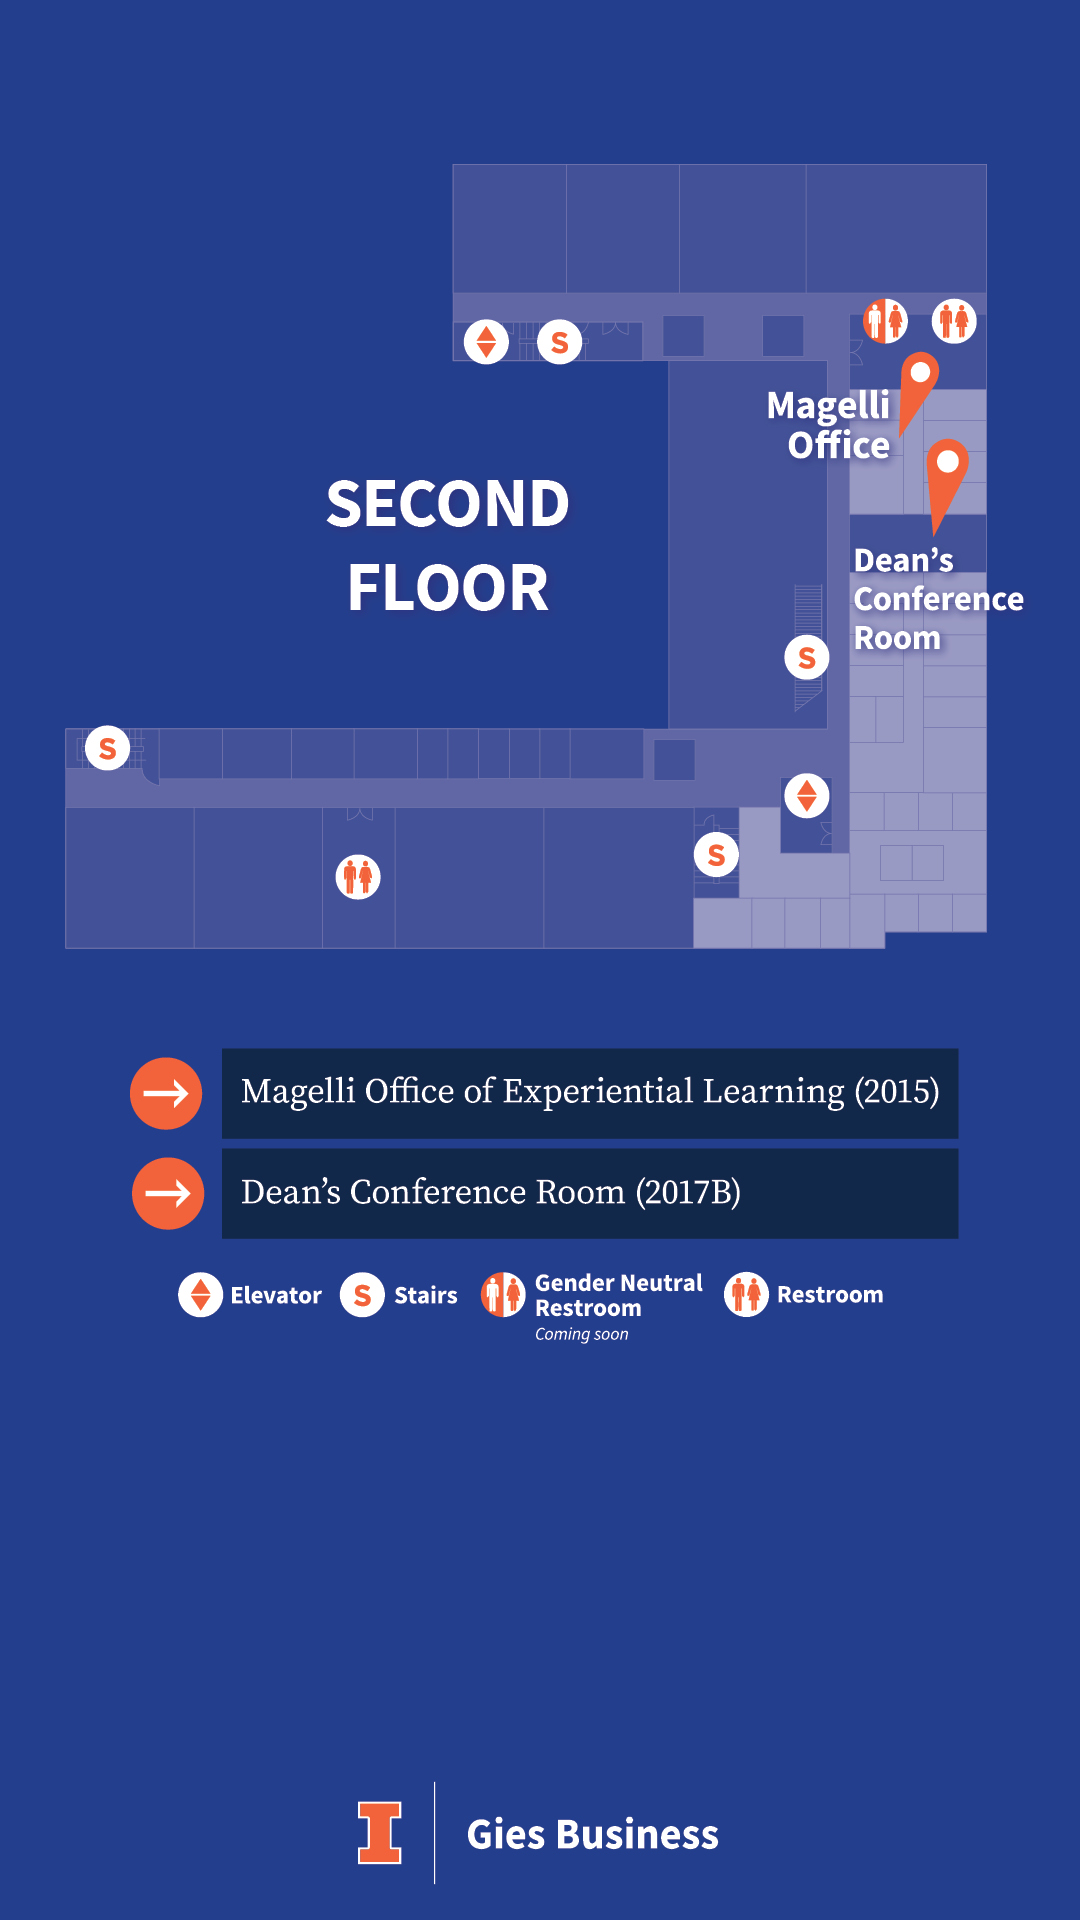 S
Magelli
Office
SECOND
FLOOR
Dean’s
Conference
Room
S
S
S
Magelli Office of Experiential Learning (2015)
Dean’s Conference Room (2017B)
Elevator
S Stairs
Gender Neutral
Restroom
Coming soon
Restroom
I
Gies Business